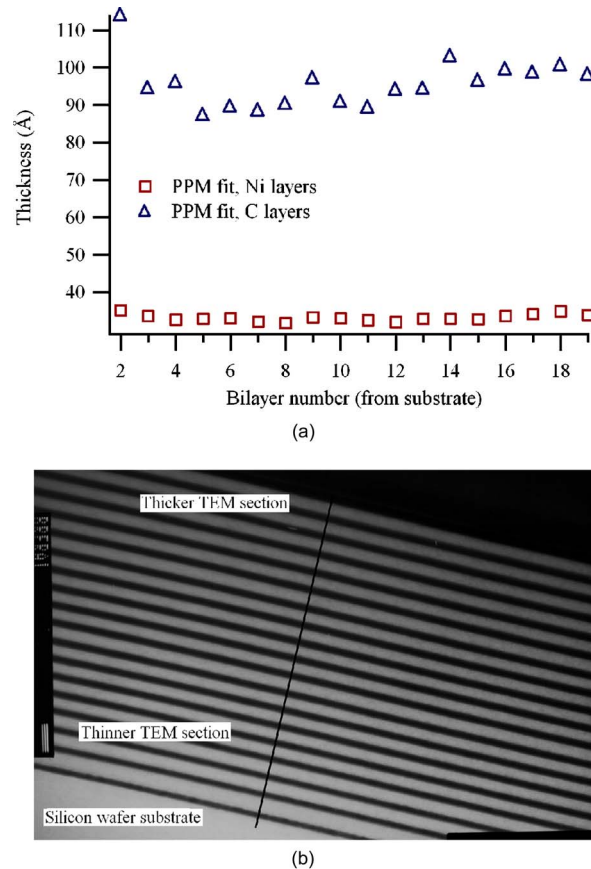 110
100
90
80
70
60
50
40
Thickness (Å)
PPM fit, Ni layers
PPM fit, C layers
2 4 6 8 10 12 14 16 18
Bilayer number (from substrate)
(a)
Thicker TEM section
Thinner TEM section
Silicon wafer substrate
(b)